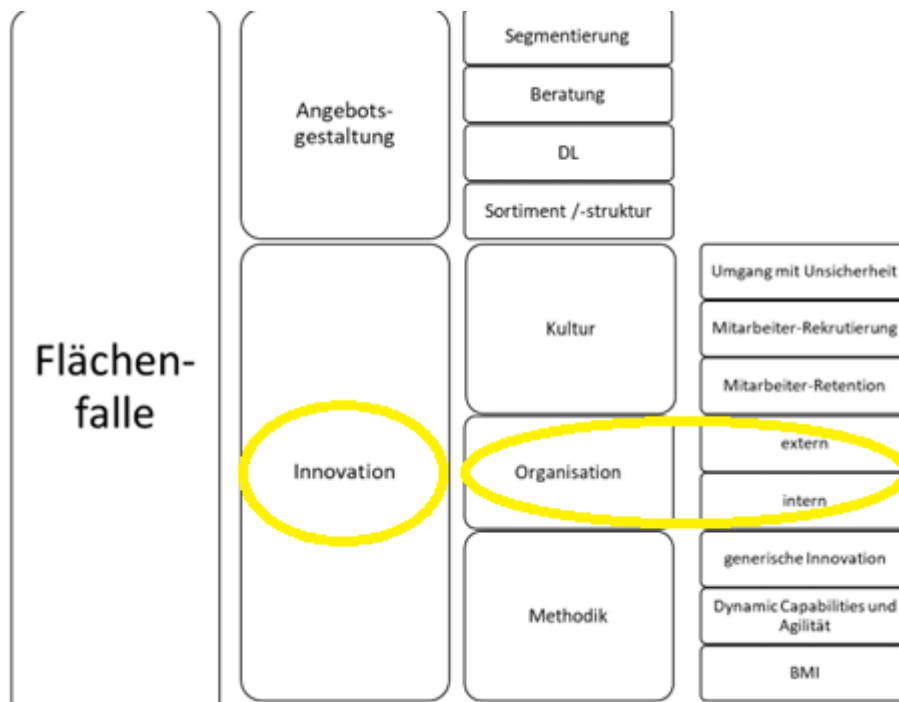 Flächen-
falle
Angebots-
gestaltung
Segmentierung
Beratung
DL
Sortiment /-struktur
Innovation
Kultur
Umgang mit Unsicherheit
Mitarbeiter-Rekrutierung
Mitarbeiter-Retention
Organisation
extern
intern
Methodik
generische Innovation
Dynamic Capabilities und
Agilität
BMI